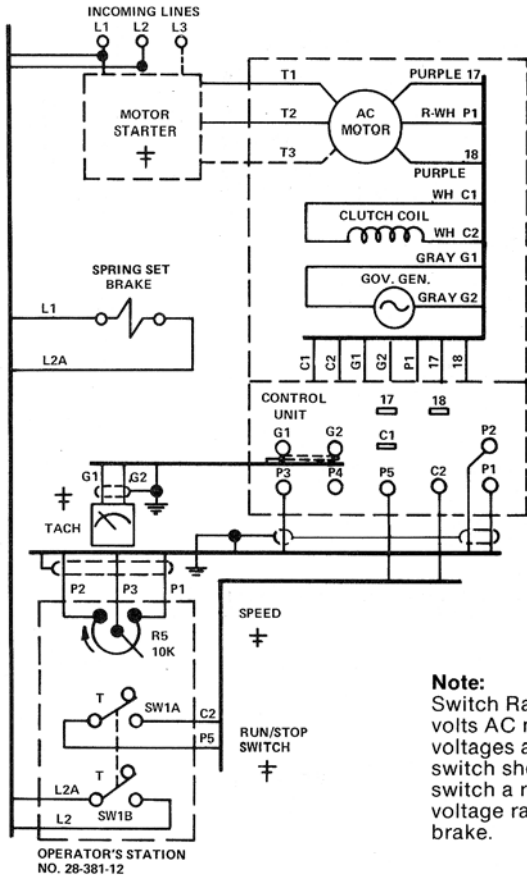 INCOMING LINES
L1 L2 L3
MOTOR
STARTER
T1
T2
T3
AC
MOTOR
PURPLE 17
R-WH P1
18
PURPLE
WH C1
CLUTCH COIL
WH C2
GRAY G1
GOV. GEN.
GRAY G2
SPRING SET
BRAKE
L1
L2A
C1 C2 G1 G2 P1 17 18
CONTROL
UNIT
17 18
G1 G2 C1 P2
P3 P4 P5 C2 P1
G1 G2
TACH
P2 P3 P1
R5
10K
SPEED
T SW1A
C2
P5
RUN/STOP
SWITCH
T
L2A
L2
SW1B
OPERATOR'S STATION
NO. 28-381-12
Note:
Switch Ra
volts AC
voltages a
switch sh
switch a
voltage ra
brake.